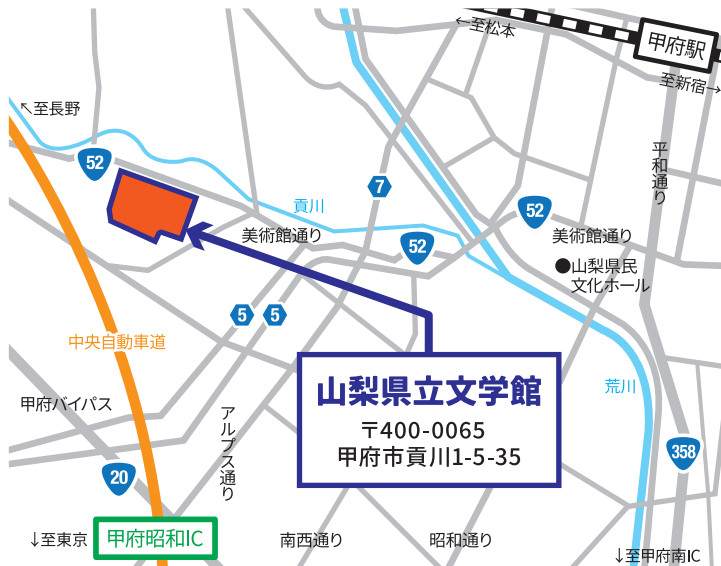 ←至松本
甲府駅
至新宿→
↖至長野
52
平和通り
7
貢川
52
美術館通り
52
美術館通り
●山梨県民
文化ホール
5
5
中央自動車道
山梨県立文学館
〒400-0065
甲府市貢川1-5-35
荒川
甲府バイパス
アルプス通り
358
20
↓至東京
甲府昭和IC
南西通り
昭和通り
↓至甲府南IC